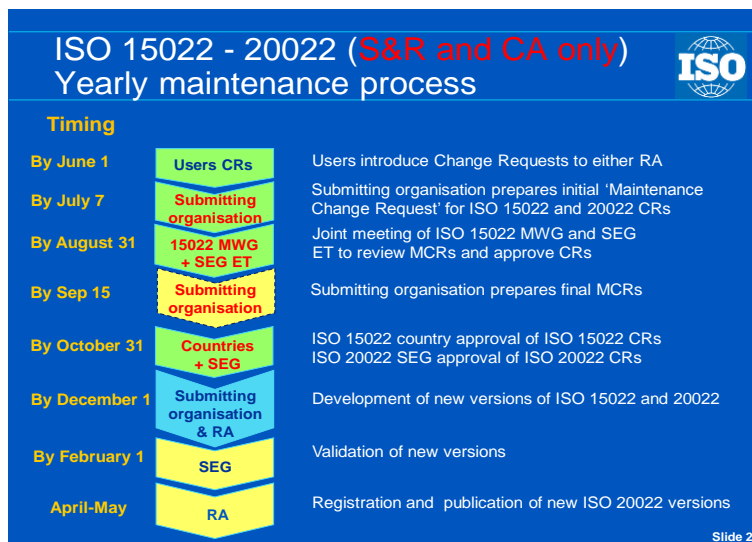 ISO 15022 - 20022 (S&R and CA only)
Yearly maintenance process
ISO
Timing
By June 1
Users CRs
Users introduce Change Requests to either RA
By July 7
Submitting
organisation
Submitting organisation prepares initial ‘Maintenance
Change Request’ for ISO 15022 and 20022 CRs
By August 31
15022 MWG
+ SEG ET
Joint meeting of ISO 15022 MWG and SEG
ET to review MCRs and approve CRs
By Sep 15
Submitting
organisation
Submitting organisation prepares final MCRs
By October 31
Countries
+ SEG
ISO 15022 country approval of ISO 15022 CRs
ISO 20022 SEG approval of ISO 20022 CRs
By December 1
Submitting
organisation
& RA
Development of new versions of ISO 15022 and 20022
By February 1
SEG
Validation of new versions
April-May
RA
Registration and publication of new ISO 20022 versions
Slide 2